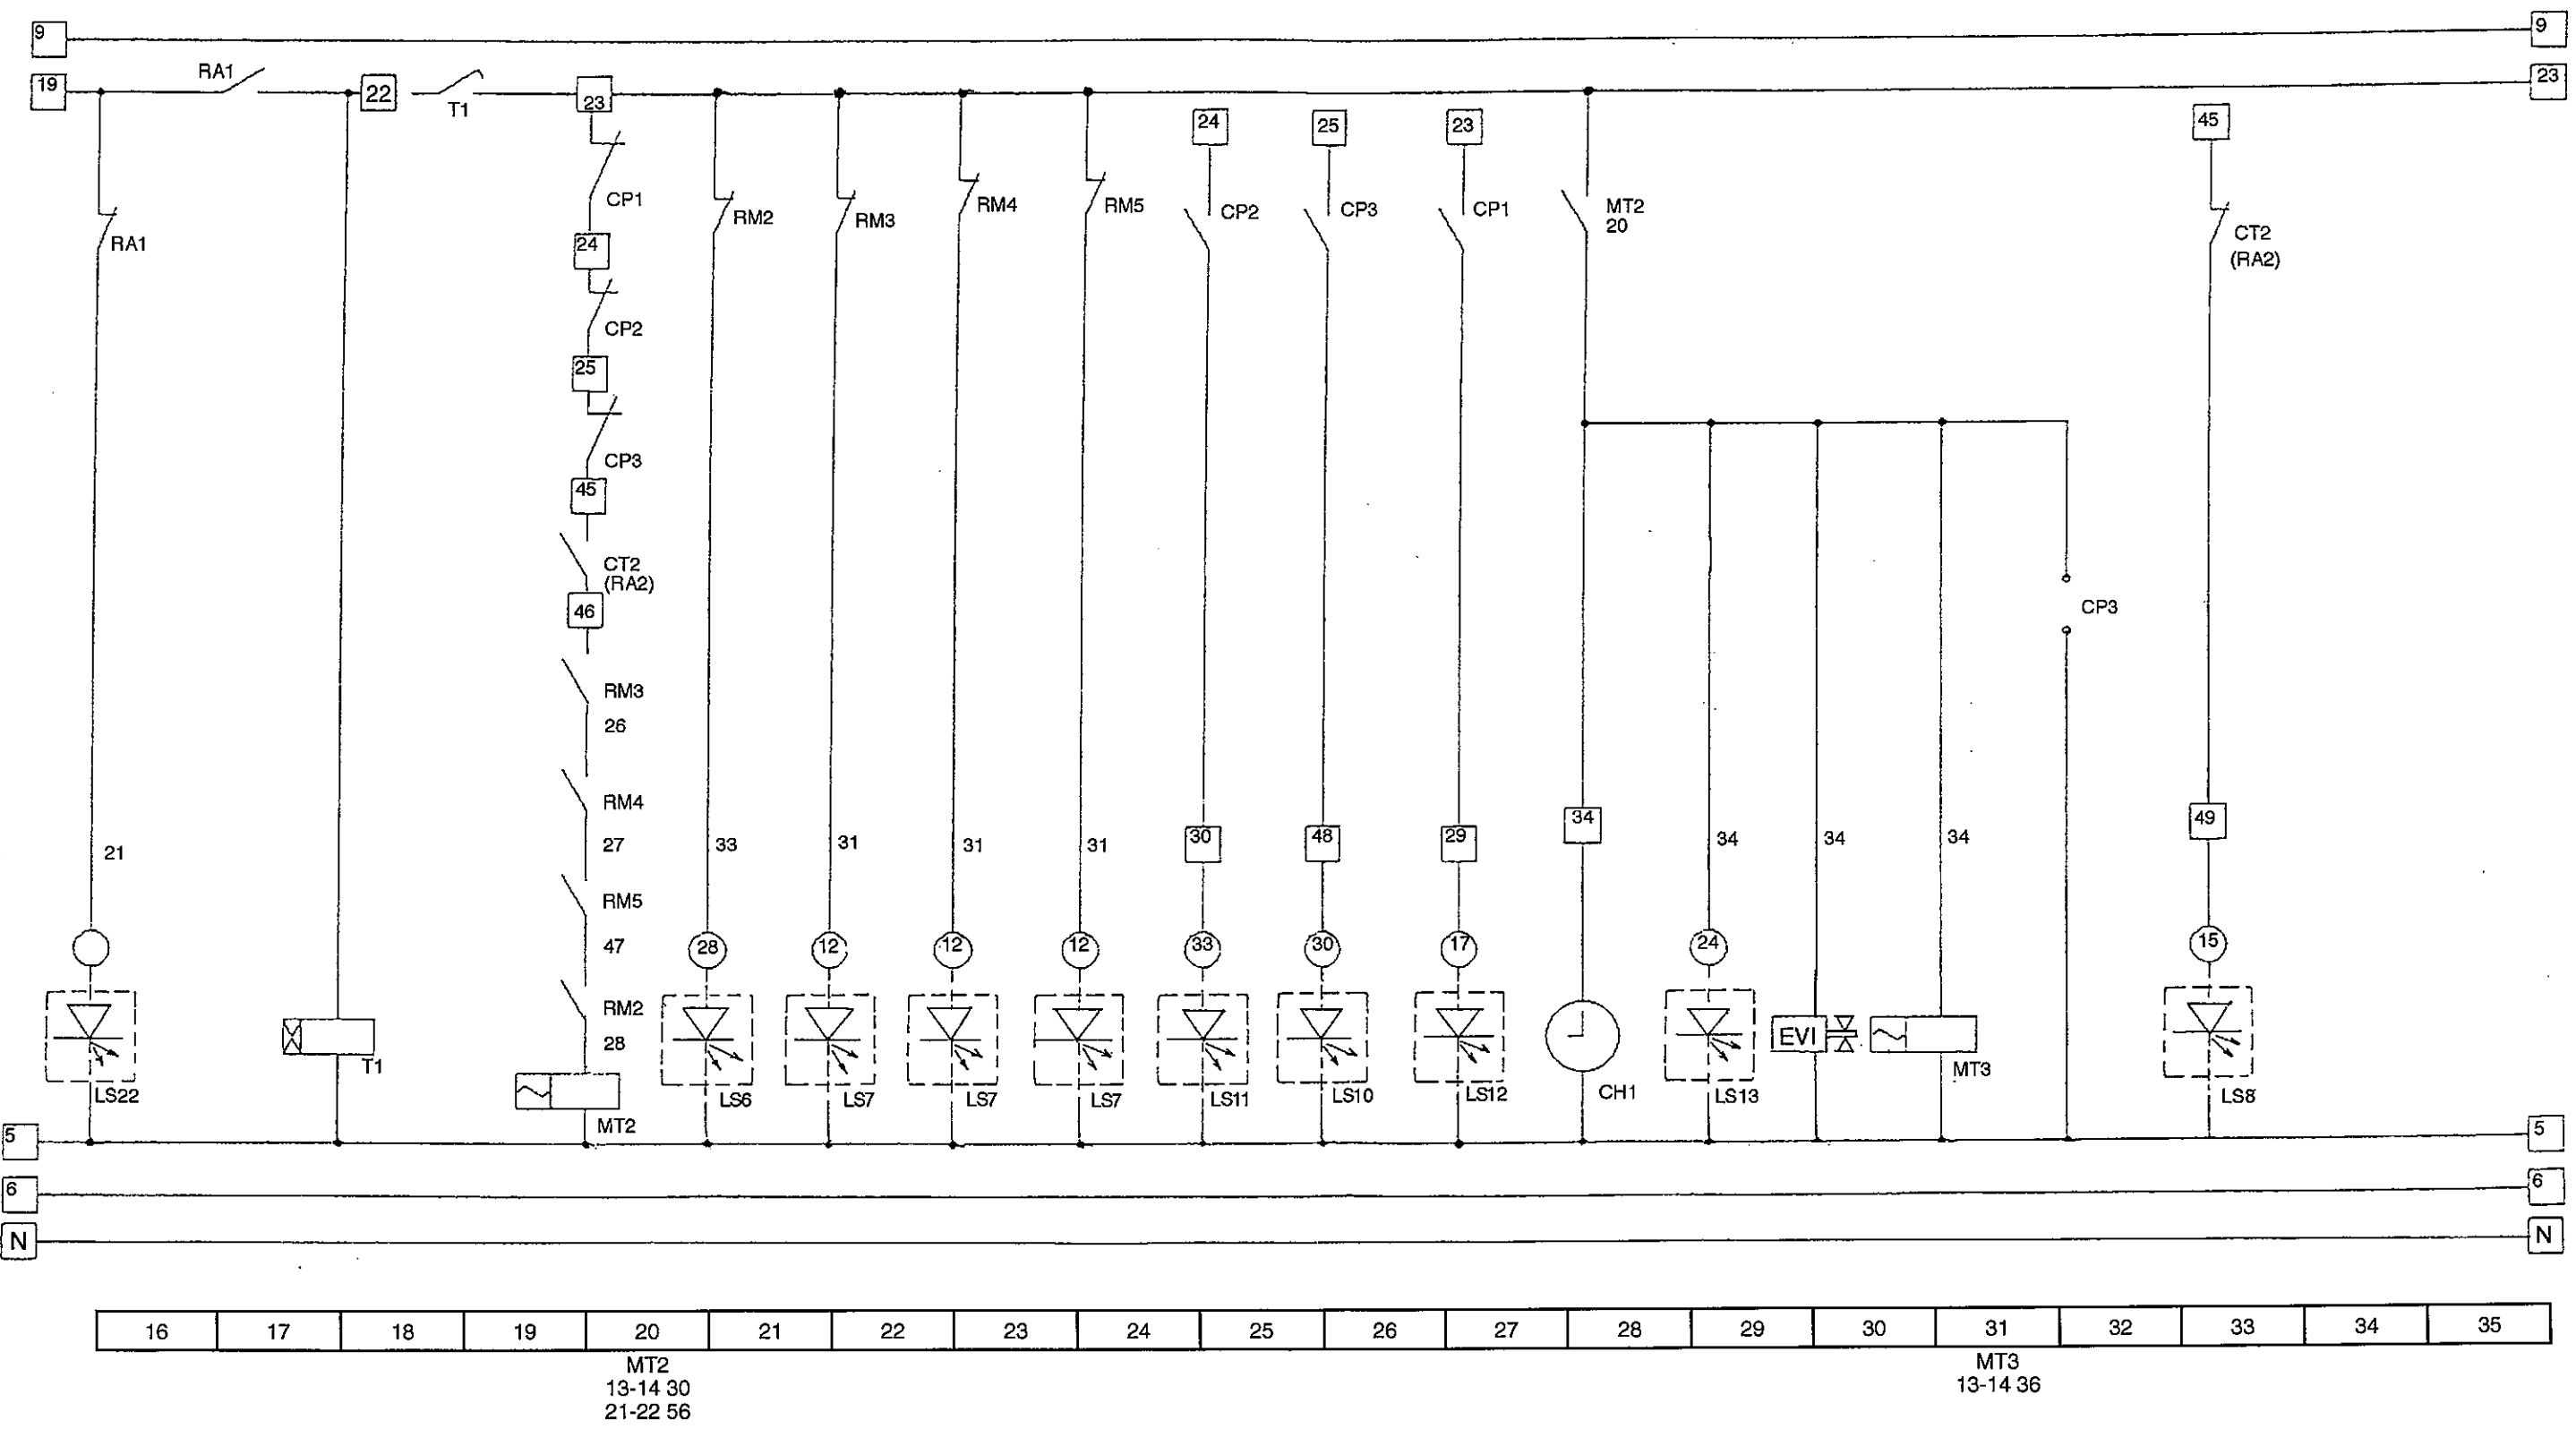 9
9
19
RA1
22
T1
23
23
24
25
23
45
RA1
CP1
RM2
RM3
RM4
RM5
CP2
CP3
CP1
MT2
20
CT2
(RA2)
24
CP2
25
CP3
45
CT2
(RA2)
46
CP3
RM3
26
RM4
27
RM5
47
RM2
28
21
33
31
31
31
30
48
29
34
34
34
34
49
28
12
12
12
33
30
17
24
15
LS22
T1
MT2
LS6
LS7
LS7
LS7
LS11
LS10
LS12
CH1
LS13
EVI
MT3
LS8
5
5
6
6
N
N
16 17 18 19 20 21 22 23 24 25 26 27 28 29 30 31 32 33 34 35
MT2
13-14 30
21-22 56
MT3
13-14 36